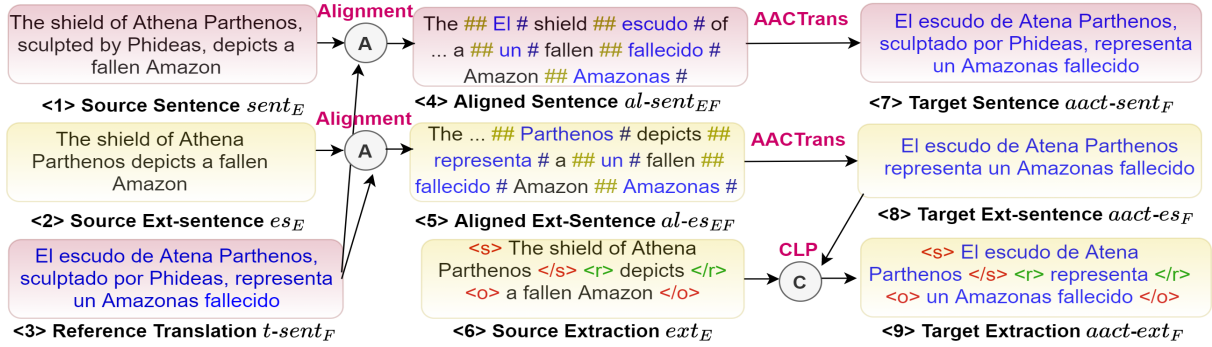 The shield of Athena Parthenos,
sculpted by Phideas, depicts a
fallen Amazon
<1> Source Sentence sent_E
Alignment
A
The ## El # shield ## escudo # of
... a ## un # fallen ## fallecido #
Amazon ## Amazonas #
<4> Aligned Sentence al-sent_EF
AACTrans
El escudo de Atena Parthenos,
sculptado por Phideas, representa
un Amazonas fallecido
<7> Target Sentence aact-sent_F
The shield of Athena
Parthenos depicts a fallen
Amazon
<2> Source Ext-sentence es_E
Alignment
A
The ... ## Parthenos # depicts ##
representa # a ## un # fallen ##
fallecido # Amazon ## Amazonas #
<5> Aligned Ext-Sentence al-es_EF
AACTrans
El escudo de Atena Parthenos
representa un Amazonas fallecido
<8> Target Ext-sentence aact-es_F
El escudo de Atena Parthenos,
sculptado por Phideas, representa
un Amazonas fallecido
<3> Reference Translation t-sent_F
<s> The shield of Athena
Parthenos </s> <r> depicts </r>
<o> a fallen Amazon </o>
<6> Source Extraction ext_E
CLP
C
<s> El escudo de Atena
Parthenos </s> <r> representa </r>
<o> un Amazonas fallecido </o>
<9> Target Extraction aact-ext_F